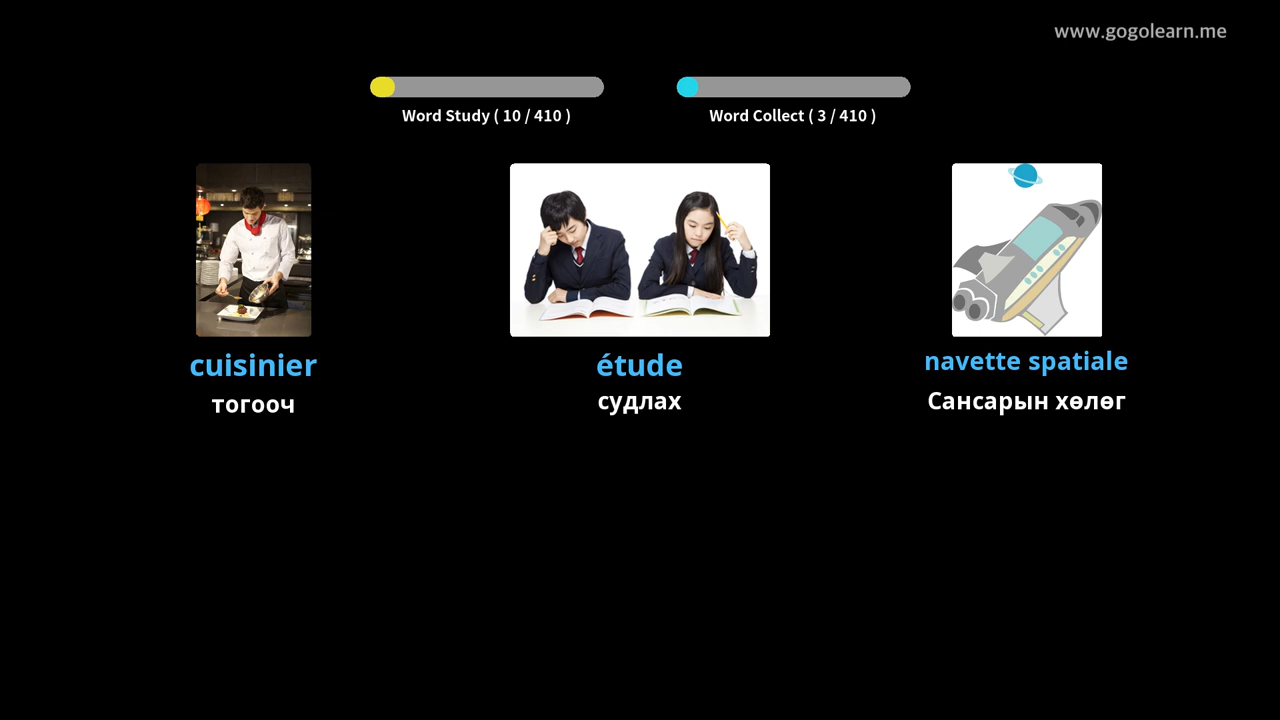 www.gogolearn.me
Word Study ( 10 / 410 )
Word Collect ( 3 / 410 )
cuisinier
тогооч
étude
судлах
navette spatiale
Сансарын хөлөг